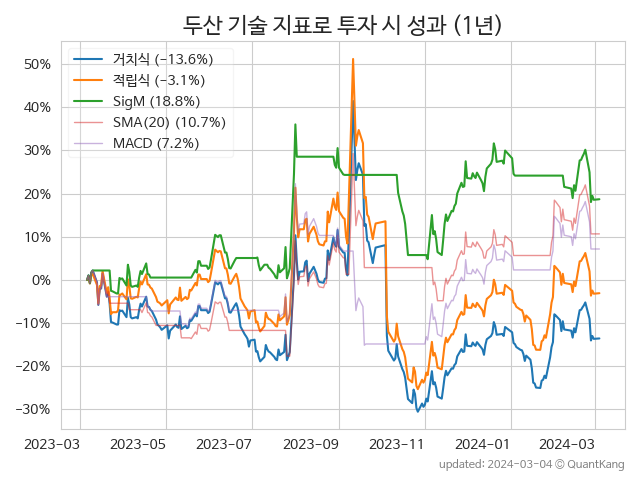 두산 기술 지표로 투자 시 성과 (1년)
거치식 (−13.6%)
적립식 (−3.1%)
SigM (18.8%)
SMA(20) (10.7%)
MACD (7.2%)
50%
40%
30%
20%
10%
0%
−10%
−20%
−30%
2023-03 2023-05 2023-07 2023-09 2023-11 2024-01 2024-03
updated: 2024-03-04 ⓒ QuantKang